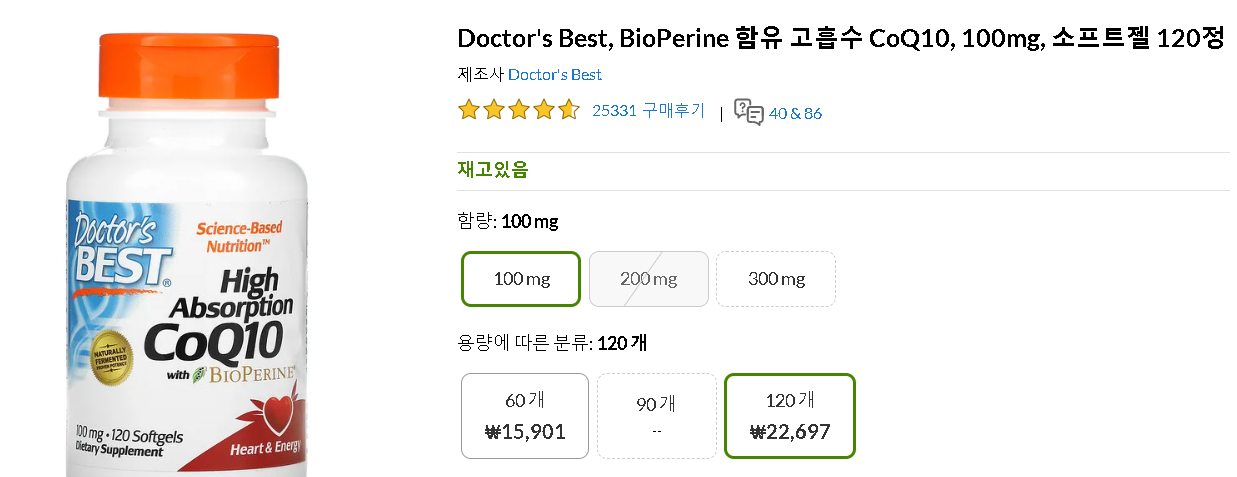 Doctor's Best, BioPerine 함유 고흡수 CoQ10, 100mg, 소프트젤 120정
제조사 Doctor's Best
25331 구매후기 | 40 & 86
재고있음
함량: 100 mg
100 mg 200 mg 300 mg
용량에 따른 분류: 120 개
60 개 90 개 120 개
₩15,901 -- ₩22,697
Doctor's
BEST®
Science-Based
Nutrition™
High
Absorption
CoQ10
with BIOPERINE®
NATURALLY
FERMENTED
PROVEN POTENCY
100 mg • 120 Softgels
Dietary Supplement
Heart & Energy